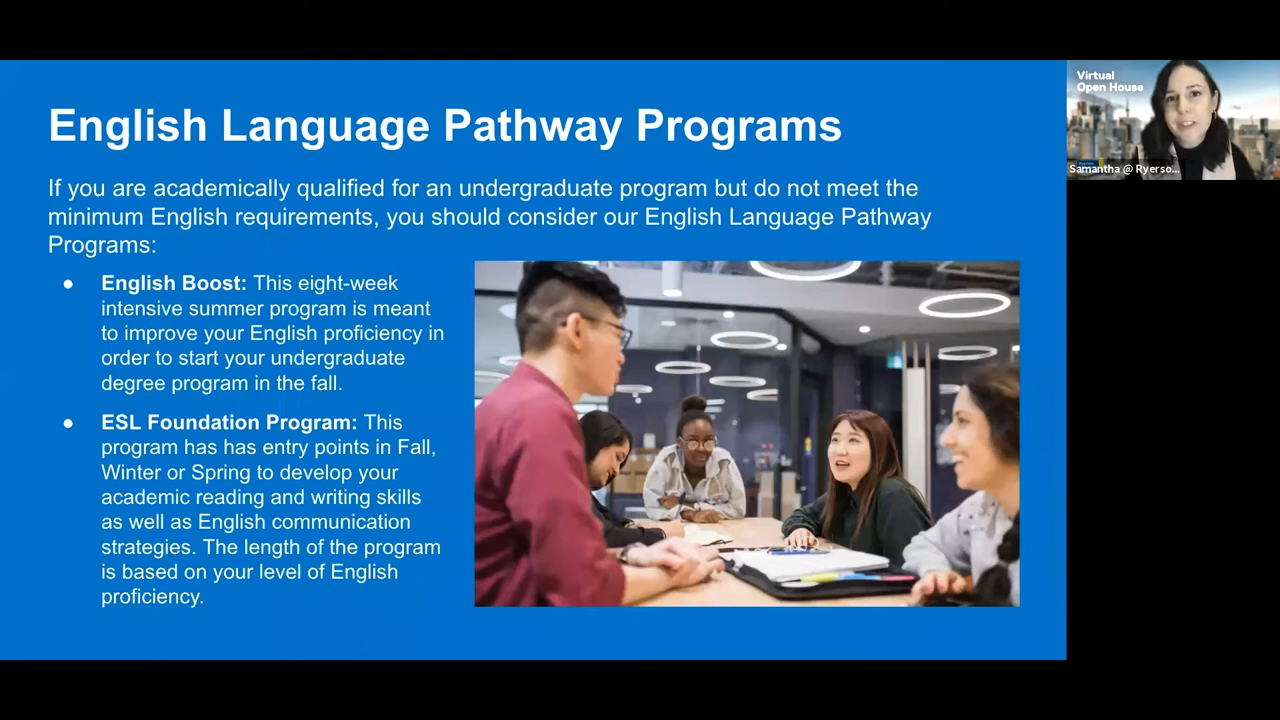 English Language Pathway Programs
If you are academically qualified for an undergraduate program but do not meet the
minimum English requirements, you should consider our English Language Pathway
Programs:
● English Boost: This eight-week
intensive summer program is meant
to improve your English proficiency in
order to start your undergraduate
degree program in the fall.
● ESL Foundation Program: This
program has has entry points in Fall,
Winter or Spring to develop your
academic reading and writing skills
as well as English communication
strategies. The length of the program
is based on your level of English
proficiency.
Virtual
Open House
Samantha @ Ryerso...